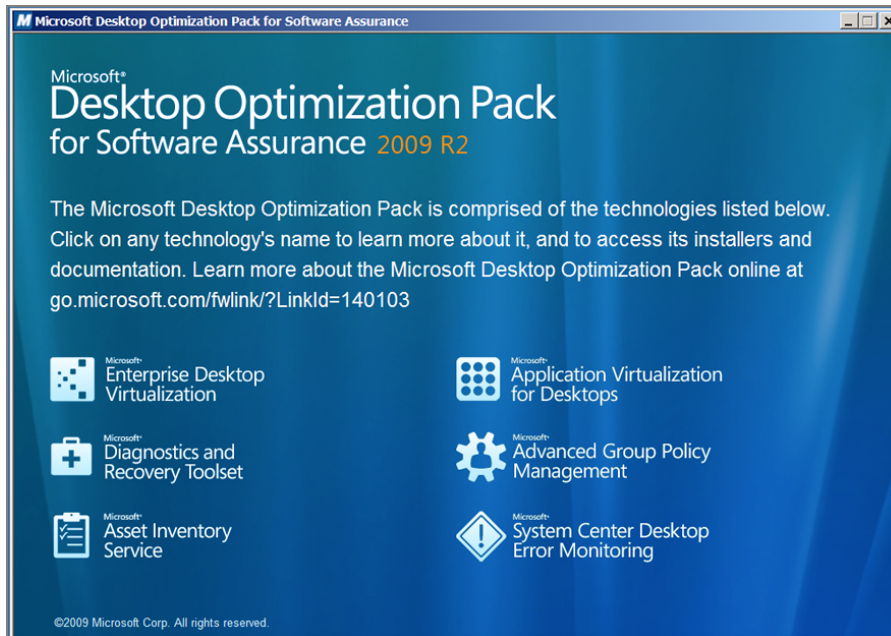 Microsoft Desktop Optimization Pack for Software Assurance
Microsoft®
Desktop Optimization Pack
for Software Assurance 2009 R2
The Microsoft Desktop Optimization Pack is comprised of the technologies listed below.
Click on any technology's name to learn more about it, and to access its installers and
documentation. Learn more about the Microsoft Desktop Optimization Pack online at
go.microsoft.com/fwlink/?LinkId=140103
Microsoft®
Enterprise Desktop
Virtualization
Microsoft®
Application Virtualization
for Desktops
Microsoft®
Diagnostics and
Recovery Toolset
Microsoft®
Advanced Group Policy
Management
Microsoft®
Asset Inventory
Service
Microsoft®
System Center Desktop
Error Monitoring
©2009 Microsoft Corp. All rights reserved.